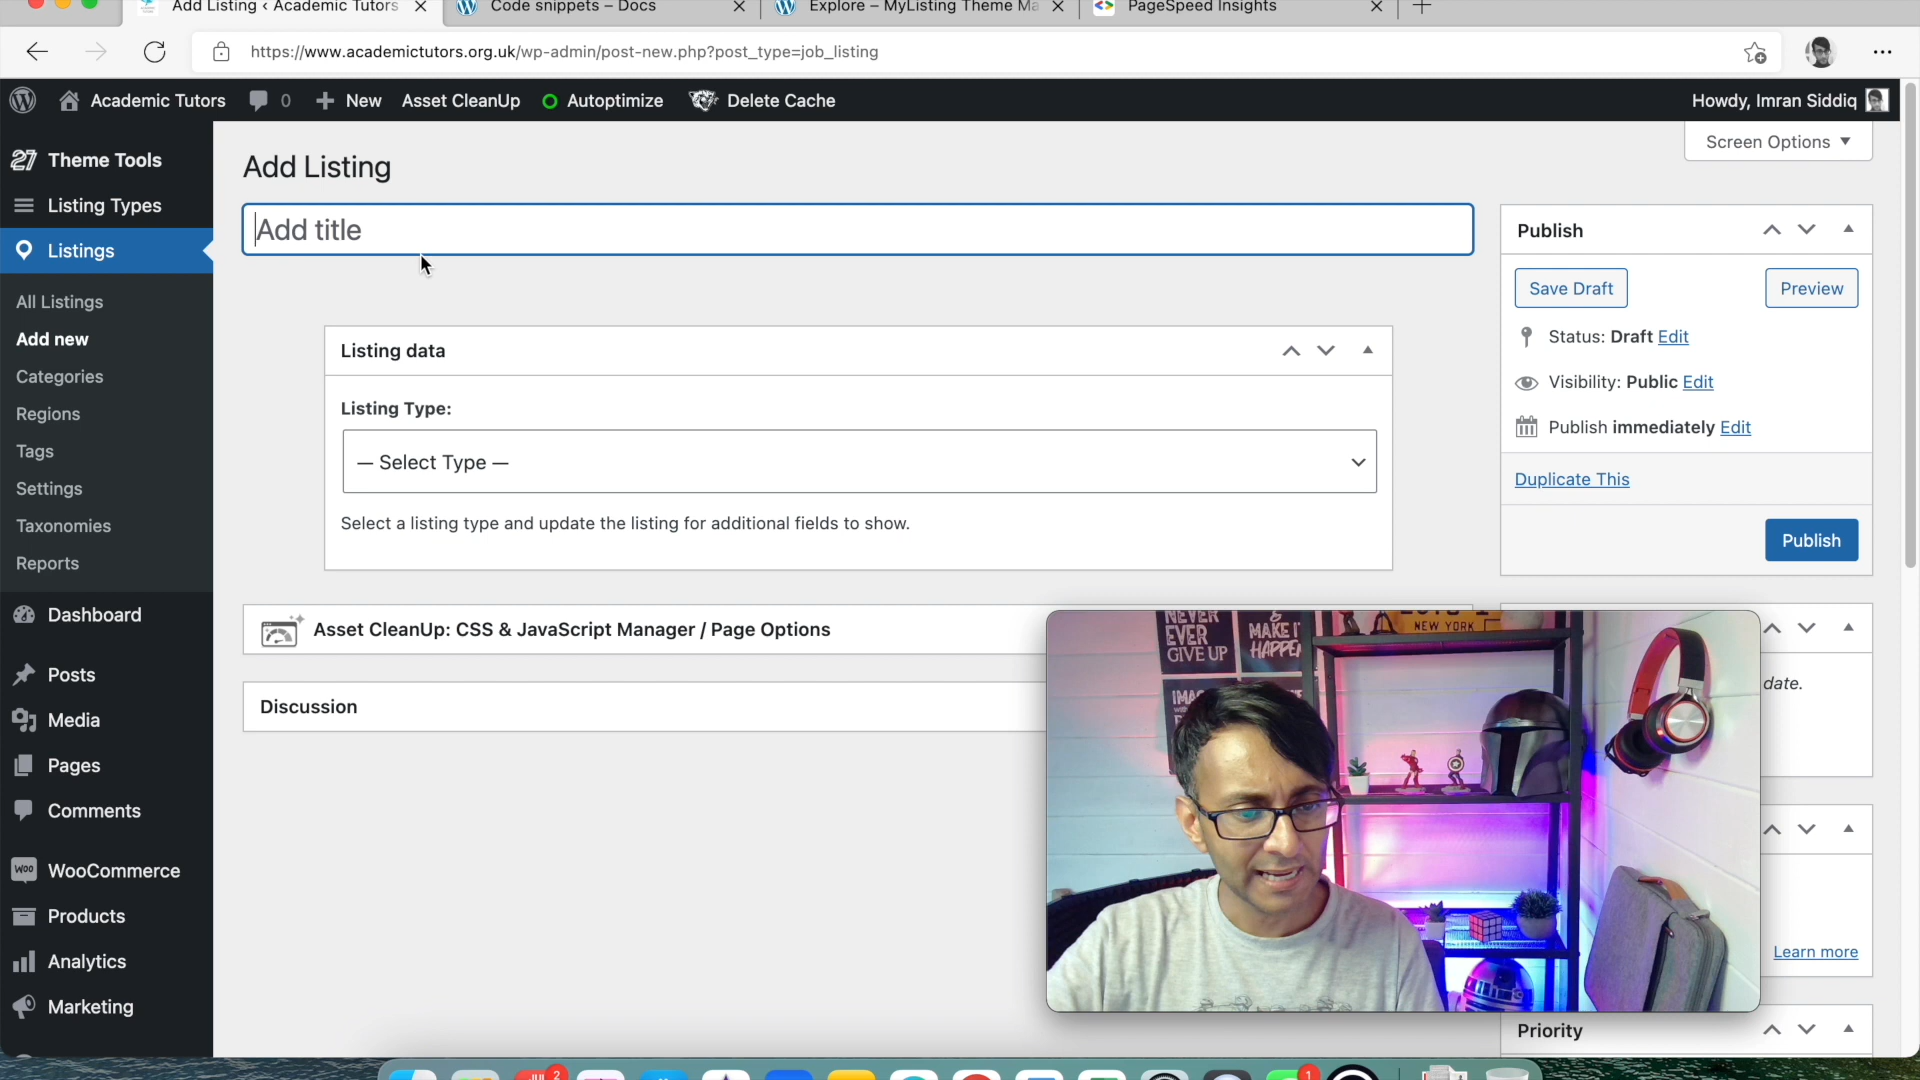 Add Listing ‹ Academic Tutors
Code snippets – Docs
Explore – MyListing Theme Ma
PageSpeed Insights
https://www.academictutors.org.uk/wp-admin/post-new.php?post_type=job_listing
Academic Tutors
0
New
Asset CleanUp
Autoptimize
Delete Cache
Howdy, Imran Siddiq
27 Theme Tools
Listing Types
Listings
All Listings
Add new
Categories
Regions
Tags
Settings
Taxonomies
Reports
Dashboard
Posts
Media
Pages
Comments
WOO WooCommerce
Products
Analytics
Marketing
Screen Options
Add Listing
Add title
Listing data
Listing Type:
— Select Type —
Select a listing type and update the listing for additional fields to show.
Asset CleanUp: CSS & JavaScript Manager / Page Options
Discussion
Publish
Save Draft
Preview
Status: Draft Edit
Visibility: Public Edit
Publish immediately Edit
Duplicate This
Publish
date.
Learn more
Priority
NEVER
EVER
GIVE UP
MAKE IT
HAPPEN
NEW YORK
2
1